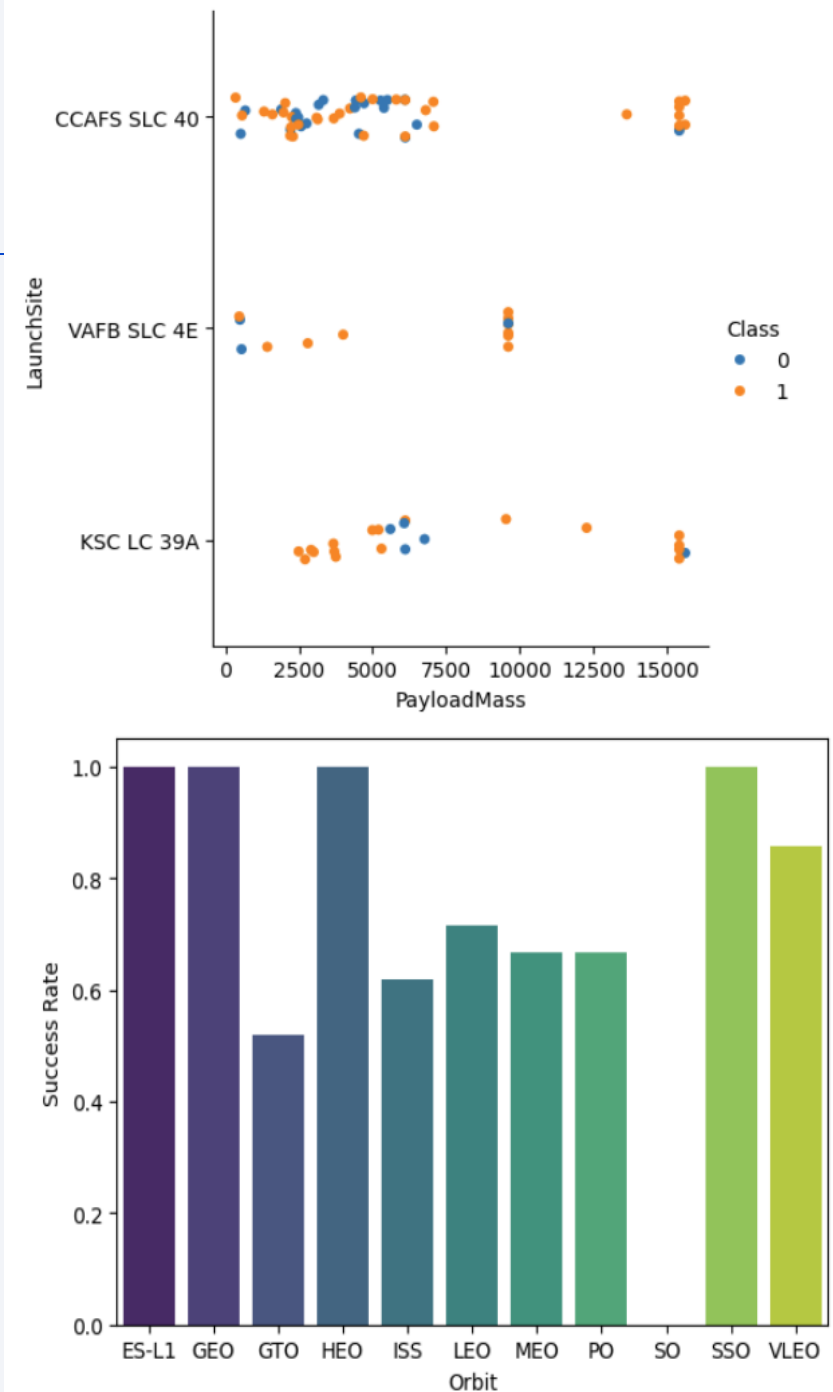 CCAFS SLC 40
VAFB SLC 4E
KSC LC 39A
LaunchSite
0 2500 5000 7500 10000 12500 15000
PayloadMass
Class
0
1
1.0
0.8
0.6
0.4
0.2
0.0
Success Rate
ES-L1 GEO GTO HEO ISS LEO MEO PO SO SSO VLEO
Orbit